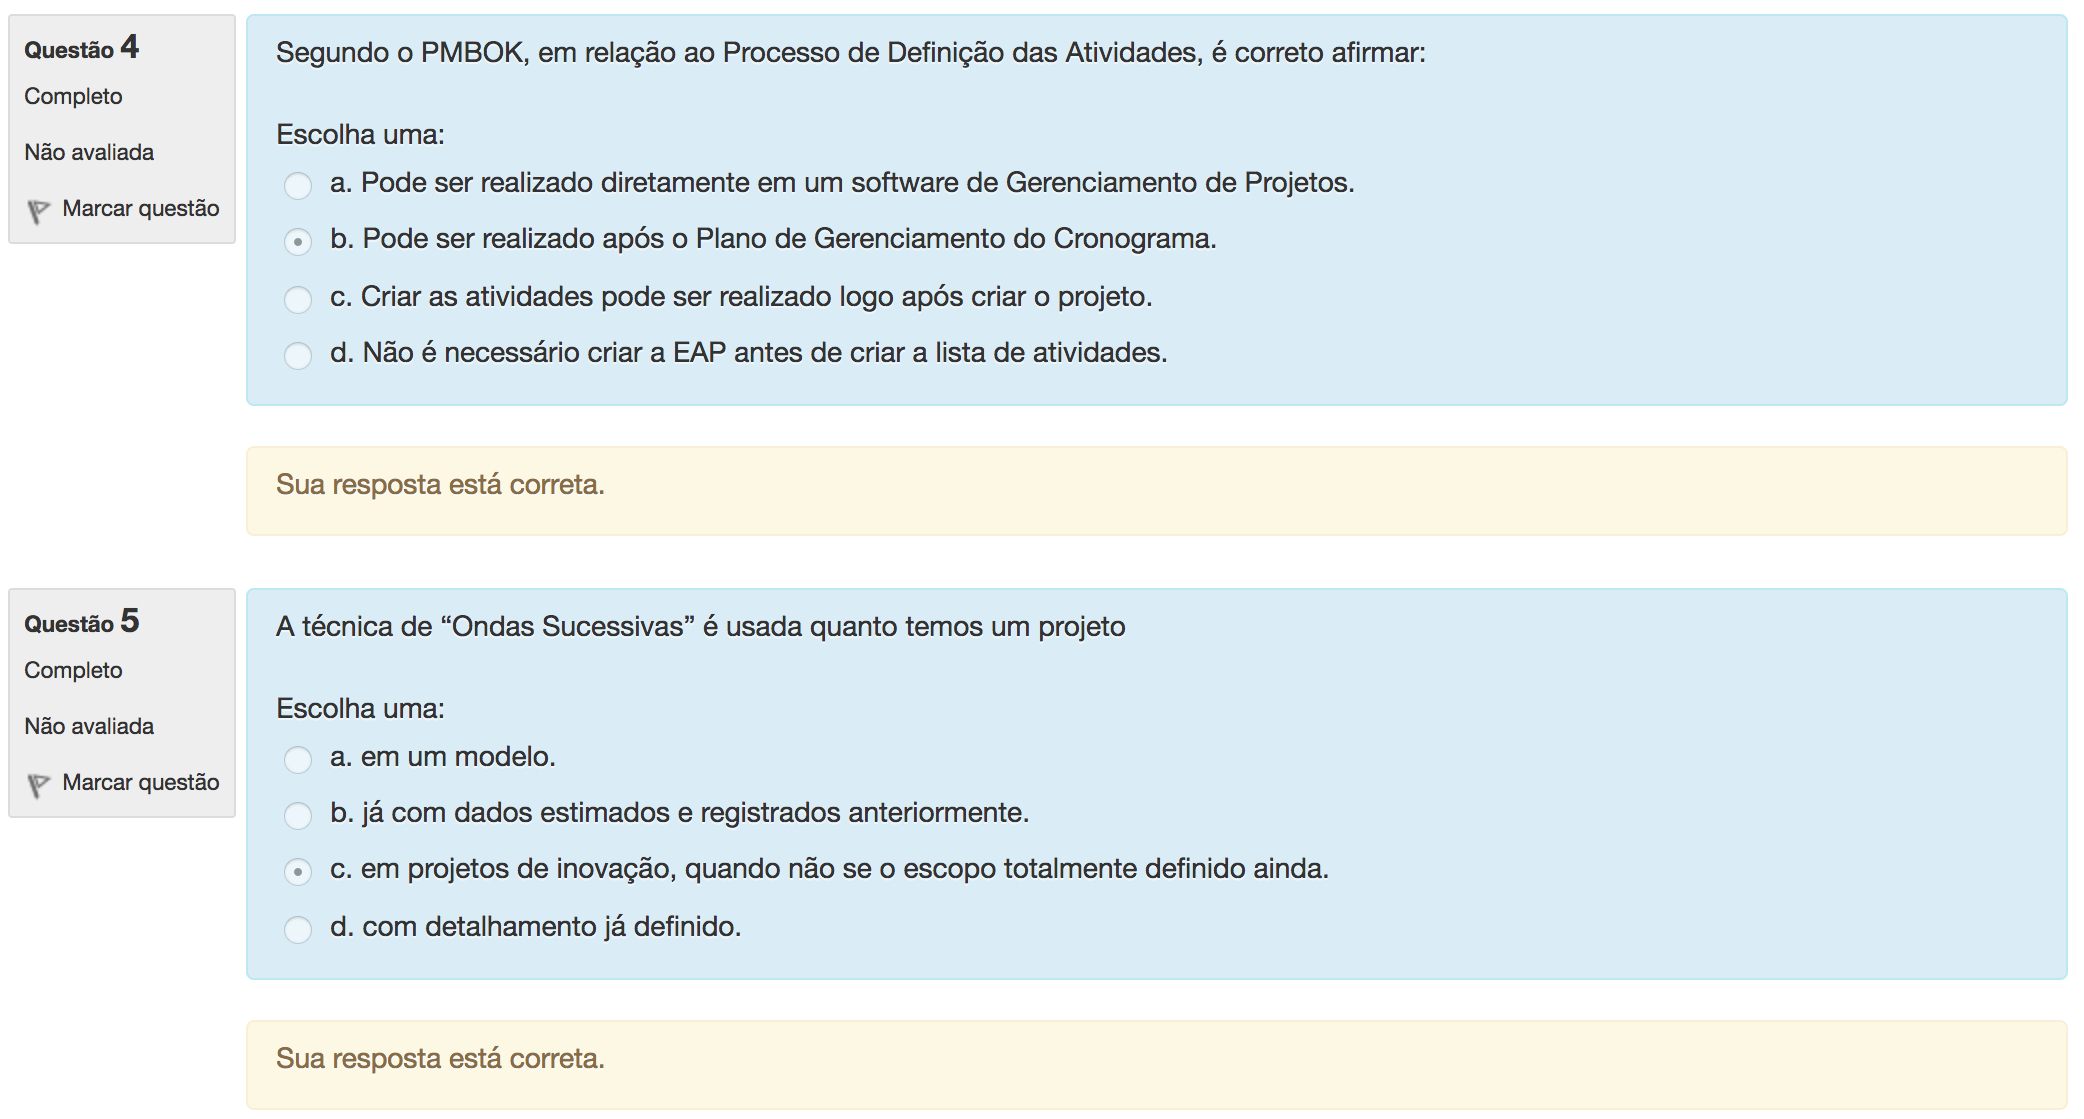 Questão 4
Completo
Não avaliada
Marcar questão
Segundo o PMBOK, em relação ao Processo de Definição das Atividades, é correto afirmar:
Escolha uma:
a. Pode ser realizado diretamente em um software de Gerenciamento de Projetos.
b. Pode ser realizado após o Plano de Gerenciamento do Cronograma.
c. Criar as atividades pode ser realizado logo após criar o projeto.
d. Não é necessário criar a EAP antes de criar a lista de atividades.
Sua resposta está correta.
Questão 5
Completo
Não avaliada
Marcar questão
A técnica de “Ondas Sucessivas” é usada quanto temos um projeto
Escolha uma:
a. em um modelo.
b. já com dados estimados e registrados anteriormente.
c. em projetos de inovação, quando não se o escopo totalmente definido ainda.
d. com detalhamento já definido.
Sua resposta está correta.